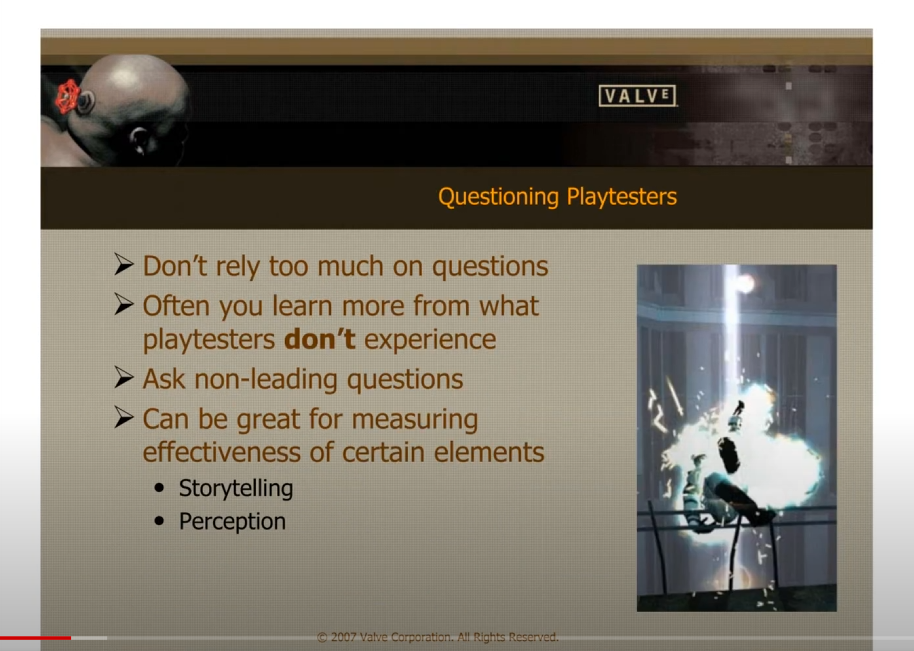 VALVE
Questioning Playtesters
Don't rely too much on questions
Often you learn more from what
playtesters don't experience
Ask non-leading questions
Can be great for measuring
effectiveness of certain elements
Storytelling
Perception
© 2007 Valve Corporation. All Rights Reserved.